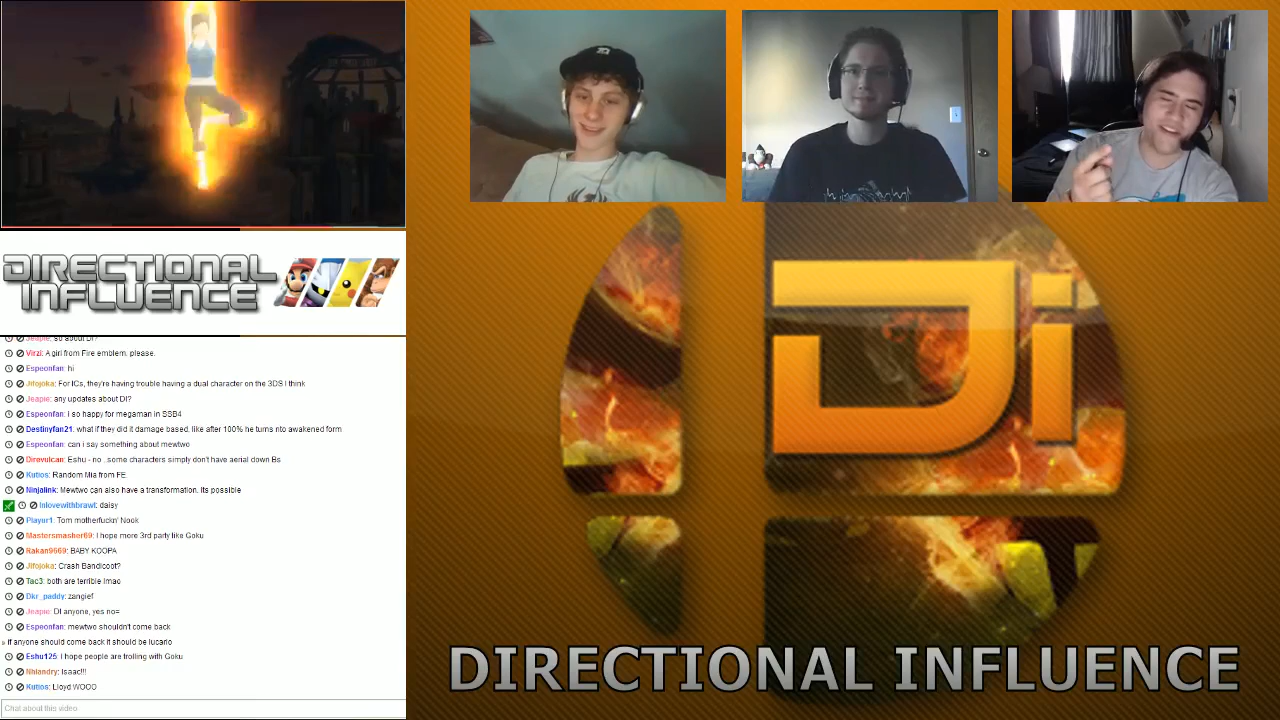 DIRECTIONAL
INFLUENCE
Jeapie: so about DI?
Virzi: A girl from Fire emblem. please.
Espeonfan: hi
Jifojoka: For ICs, they're having trouble having a dual character on the 3DS I think
Jeapie: any updates about DI?
Espeonfan: i so happy for megaman in SSB4
Destinyfan21: what if they did it damage based, like after 100% he turns nto awakened form
Espeonfan: can i say something about mewtwo
Direvulcan: Eshu - no ..some characters simply don't have aerial down Bs
Kutios: Random Mia from FE.
Ninjalink: Mewtwo can also have a transformation. Its possible
Inlovewithbrawl: daisy
Playur1: Tom motherfuckn' Nook
Mastersmasher69: I hope more 3rd party like Goku
Rakan9669: BABY KOOPA
Jifojoka: Crash Bandicoot?
Tac3: both are terrible lmao
Dkr_paddy: zangief
Jeapie: DI anyone, yes no=
Espeonfan: mewtwo shouldn't come back
» if anyone should come back it should be lucario
Eshu125: i hope people are trolling with Goku
Nhlandry: Isaac!!!
Kutios: Lloyd WOOO
Chat about this video
Di
DIRECTIONAL INFLUENCE